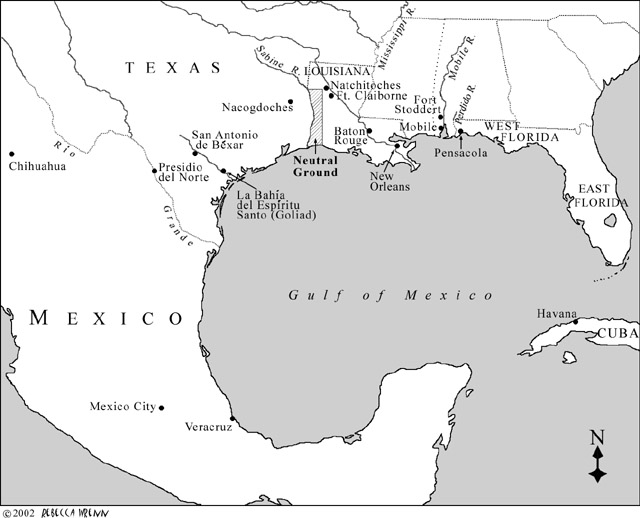 TEXAS
Sabine R.
LOUISIANA
Mississippi R.
Mobile R.
Natchitoches
Ft. Claiborne
Nacogdoches
Fort
Stoddert
Perdido R.
San Antonio
de Béxar
Baton
Rouge
Mobile
WEST
FLORIDA
Chihuahua
Rio
Grande
Presidio
del Norte
Neutral
Ground
New
Orleans
Pensacola
La Bahía
del Espíritu
Santo (Goliad)
EAST
FLORIDA
Gulf of Mexico
MEXICO
Havana
CUBA
Mexico City
Veracruz
N
©2002 REBECCA WRENN